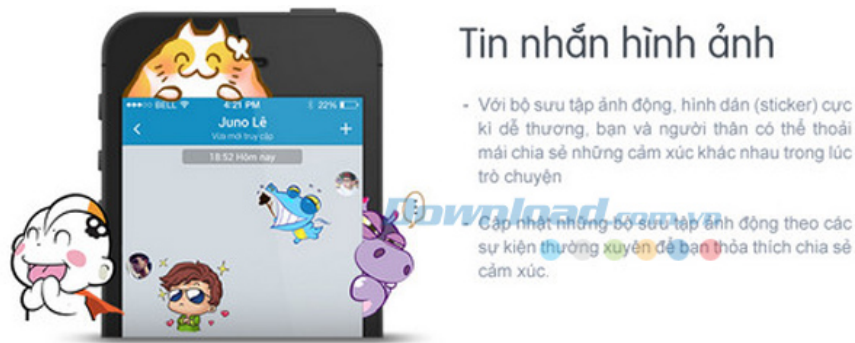 Tin nhắn hình ảnh
●●●○○ BELL 4:21 PM 22%
Juno Lê
Vừa mới truy cập
18:52 Hôm nay
- Với bộ sưu tập ảnh động, hình dán (sticker) cực
kì dễ thương, bạn và người thân có thể thoải
mái chia sẻ những cảm xúc khác nhau trong lúc
trò chuyện
Download.com.vn
- Cập nhật những bộ sưu tập ảnh động theo các
sự kiện thường xuyên để bạn thỏa thích chia sẻ
cảm xúc.